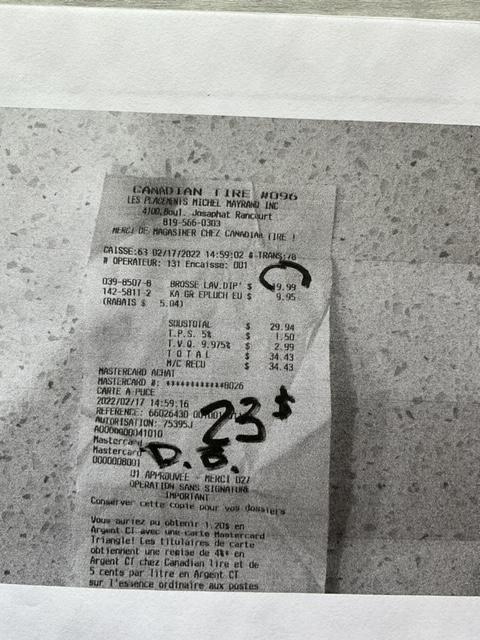 CANADIAN TIRE #096
LES PLACEMENTS MICHEL MAYRAND INC
4100,Boul. Josaphat Rancourt
819-566-0303
MERCI DE MAGASINER CHEZ CANADIAN TIRE !
CAISSE:63 02/17/2022 14:59:02 # TRANS:78
# OPERATEUR: 131 Encaisse: 001
039-8507-8 BROSSE LAV.DIP' $ 19.99
142-5811-2 KA GR EPLUCH EU $ 9.95
(RABAIS $ 5.04)
SOUSTOTAL $ 29.94
T.P.S. 5% $ 1.50
T.V.Q. 9.975% $ 2.99
T O T A L $ 34.43
M/C RECU $ 34.43
MASTERCARD ACHAT
MASTERCARD #: ************8026
CARTE A PUCE
2022/02/17 14:59:16
REFERENCE: 66026430
23 $
AUTORISATION: 75395J
A0000000041010
Mastercard
D. B.
Mastercard
0000008001
01 APPROUVEE - MERCI 027
OPERATION SANS SIGNATURE
IMPORTANT
Conserver cette copie pour vos dossiers
Vous auriez pu obtenir 1.20$ en
Argent CT avec une carte Mastercard
Triangle! Les titulaires de carte
obtiennent une remise de 4%+ en
Argent CT chez Canadian Tire et de
5 cents par litre en Argent CT
sur l'essence ordinaire aux postes